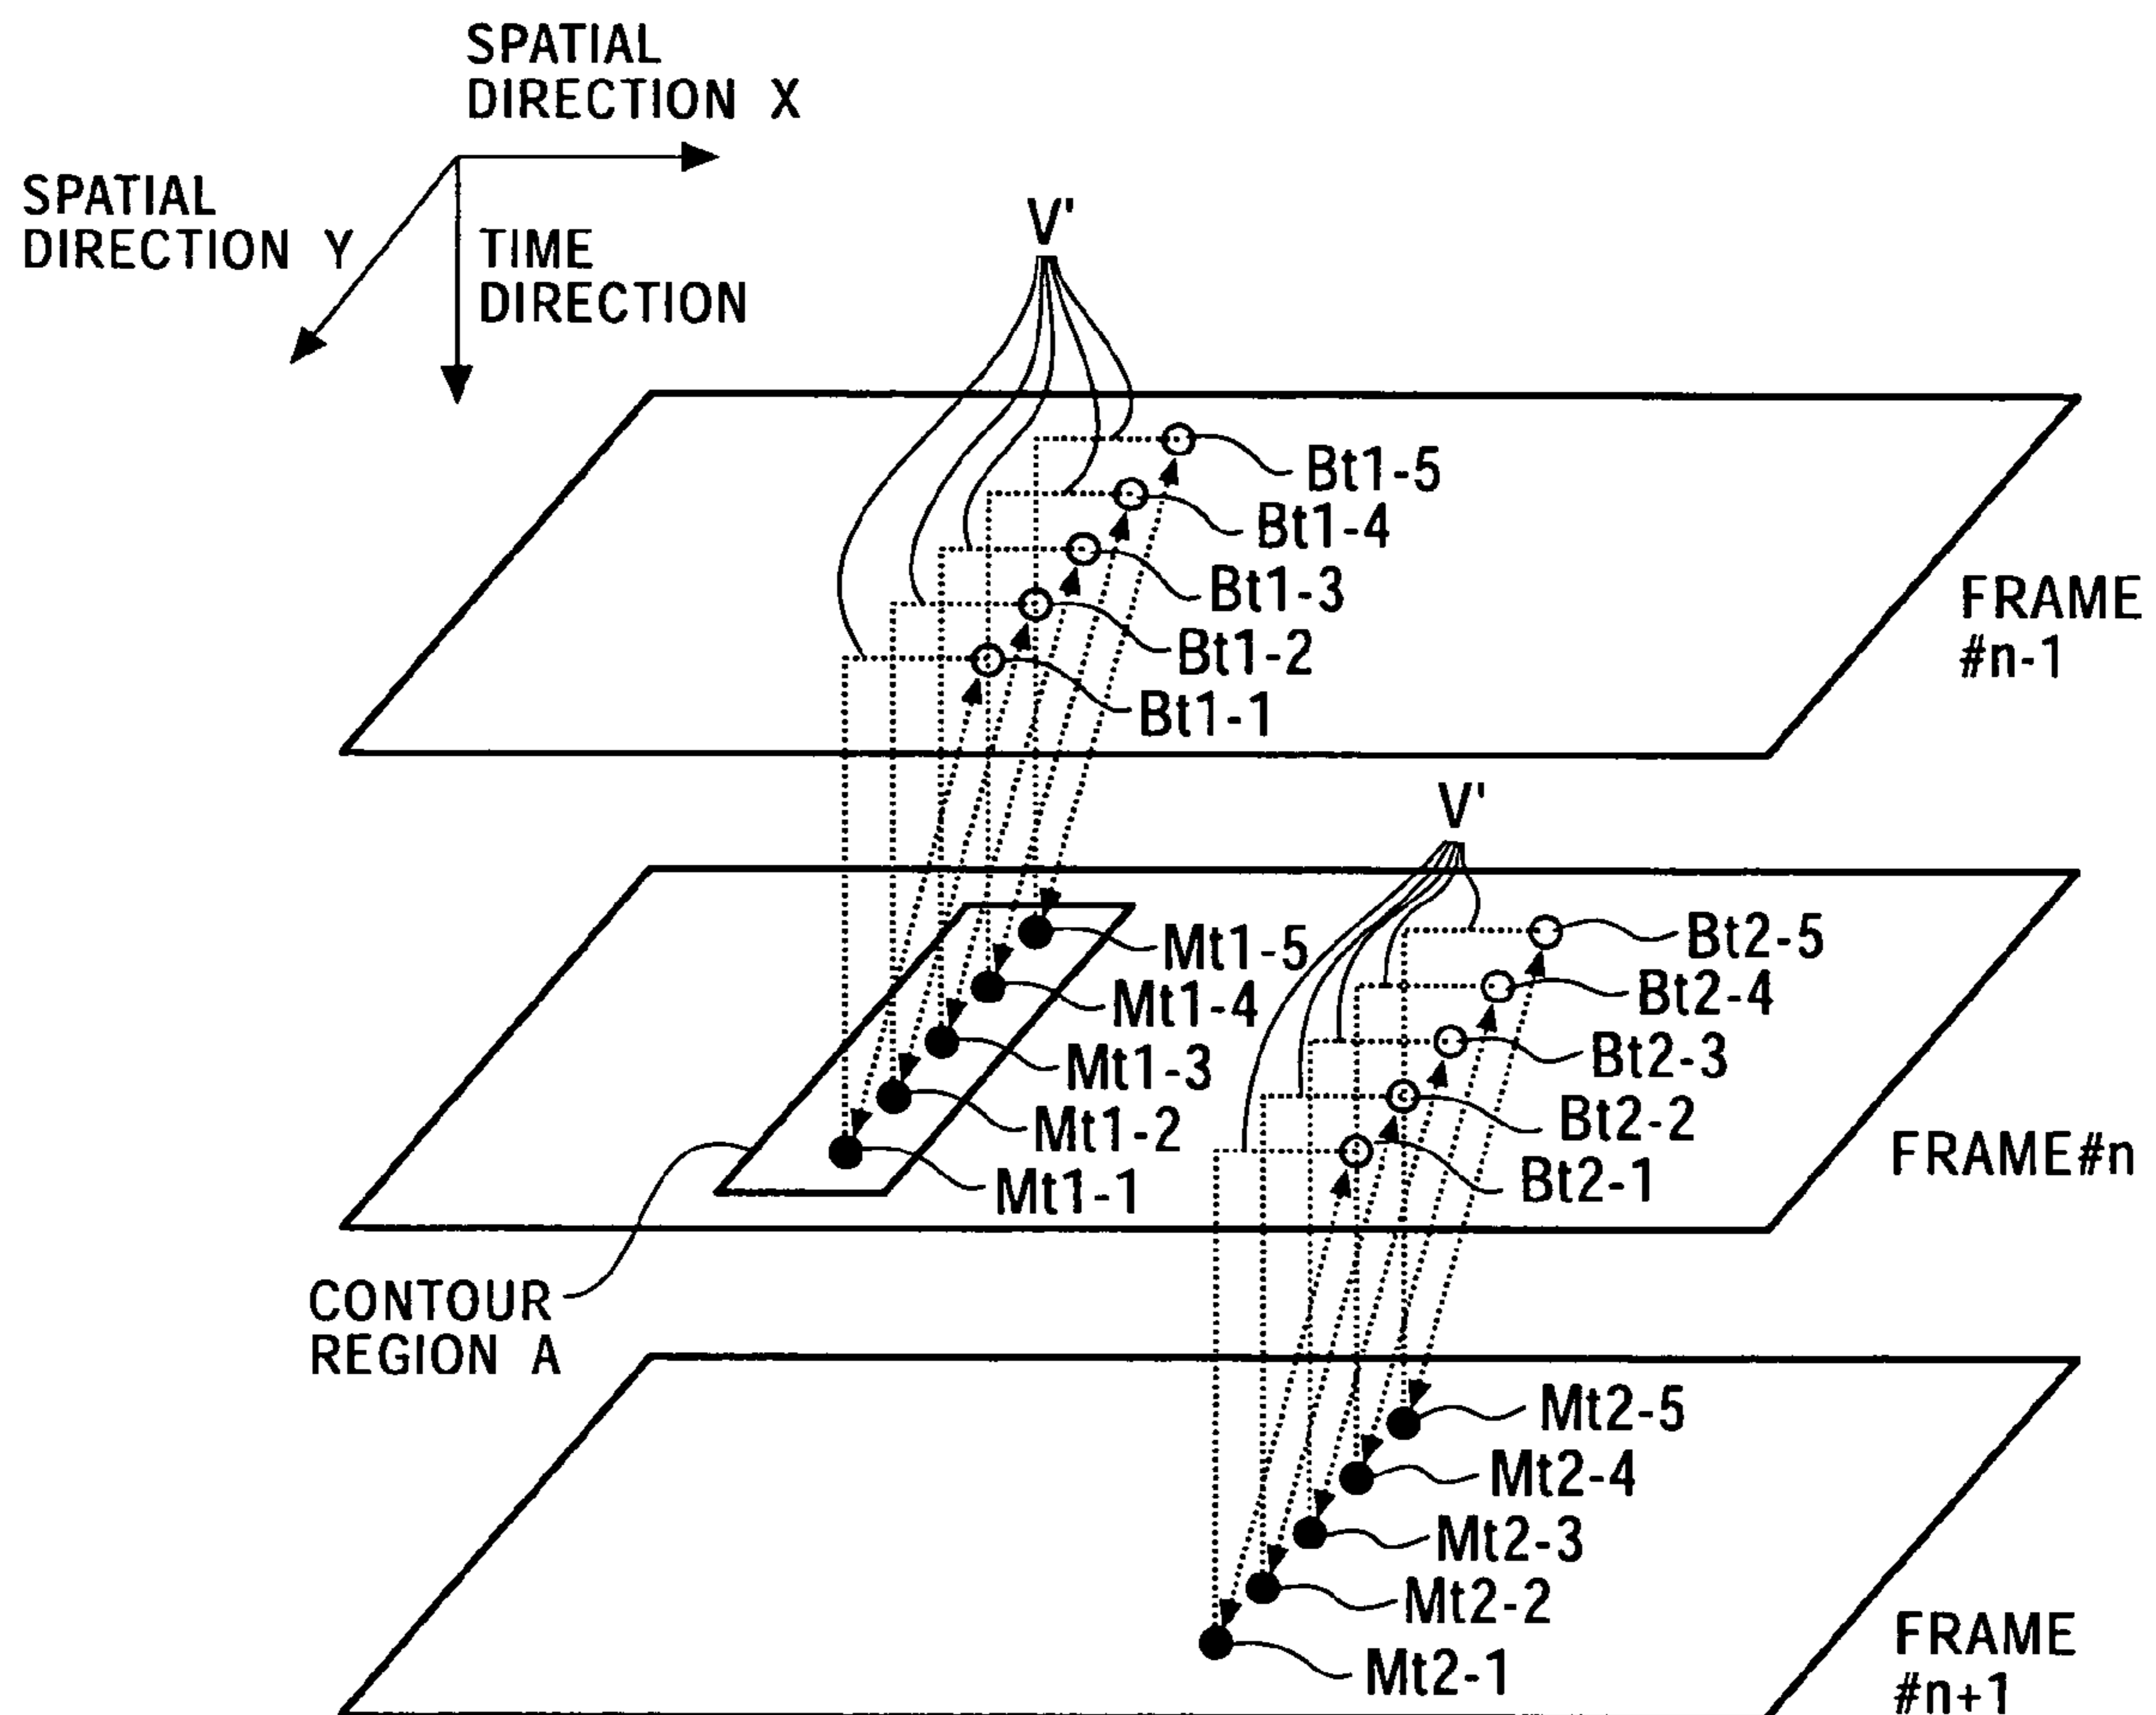 SPATIAL
DIRECTION X
SPATIAL
DIRECTION Y
TIME
DIRECTION
V'
Bt1-5
Bt1-4
Bt1-3
Bt1-2
Bt1-1
FRAME
#n-1
V'
Mt1-5
Mt1-4
Mt1-3
Mt1-2
Mt1-1
Bt2-5
Bt2-4
Bt2-3
Bt2-2
Bt2-1
FRAME#n
CONTOUR
REGION A
Mt2-5
Mt2-4
Mt2-3
Mt2-2
Mt2-1
FRAME
#n+1